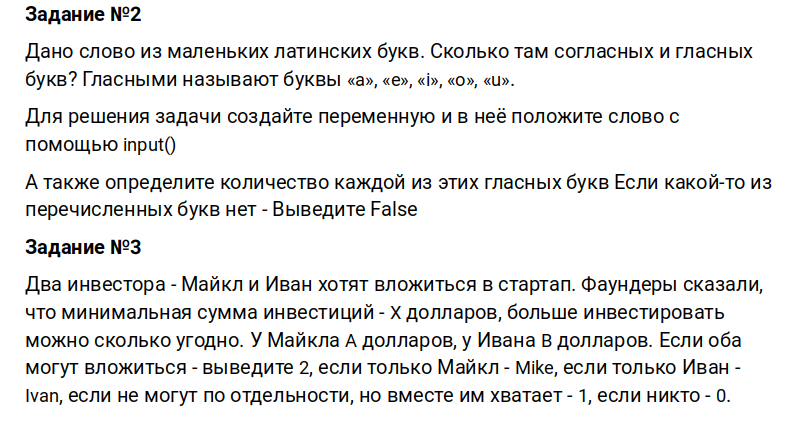 Задание №2
Дано слово из маленьких латинских букв. Сколько там согласных и гласных
букв? Гласными называют буквы «a», «e», «i», «o», «u».
Для решения задачи создайте переменную и в неё положите слово с
помощью input()
А также определите количество каждой из этих гласных букв Если какой-то из
перечисленных букв нет - Выведите False
Задание №3
Два инвестора - Майкл и Иван хотят вложиться в стартап. Фаундеры сказали,
что минимальная сумма инвестиций - X долларов, больше инвестировать
можно сколько угодно. У Майкла A долларов, у Ивана B долларов. Если оба
могут вложиться - выведите 2, если только Майкл - Mike, если только Иван -
Ivan, если не могут по отдельности, но вместе им хватает - 1, если никто - 0.